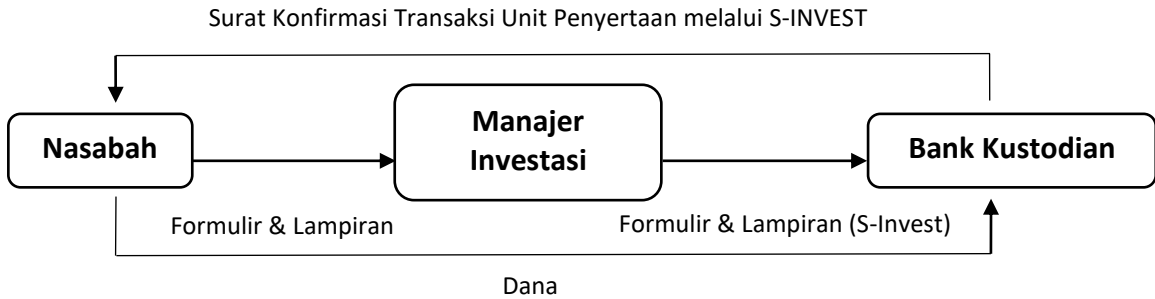 Surat Konfirmasi Transaksi Unit Penyertaan melalui S-INVEST
Nasabah
Manajer
Investasi
Bank Kustodian
Formulir & Lampiran
Formulir & Lampiran (S-Invest)
Dana